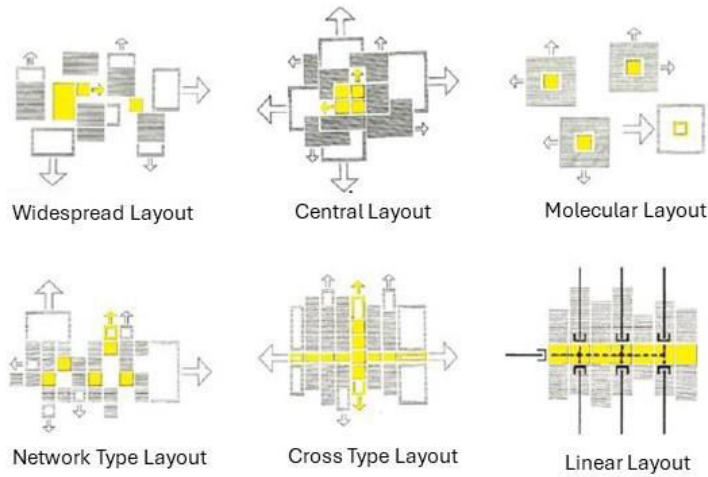 Widespread Layout
Central Layout
Molecular Layout
Network Type Layout
Cross Type Layout
Linear Layout